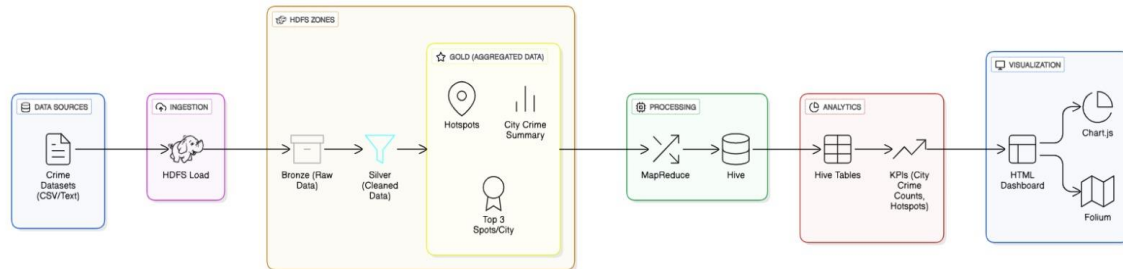 HDFS ZONES
GOLD (AGGREGATED DATA)
Hotspots
City Crime
Summary
Top 3
Spots/City
DATA SOURCES
Crime
Datasets
(CSV/Text)
INGESTION
HDFS Load
Bronze (Raw
Data)
Silver
(Cleaned
Data)
PROCESSING
MapReduce
Hive
ANALYTICS
Hive Tables
KPIs (City
Crime
Counts,
Hotspots)
VISUALIZATION
HTML
Dashboard
Chart.js
Folium